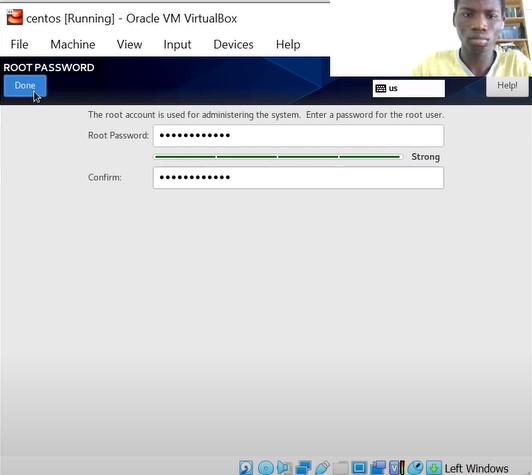 centos [Running] - Oracle VM VirtualBox
File Machine View Input Devices Help
ROOT PASSWORD
Done
us
Help!
The root account is used for administering the system. Enter a password for the root user.
Root Password: ••••••••••••
Strong
Confirm: ••••••••••••
Left Windows